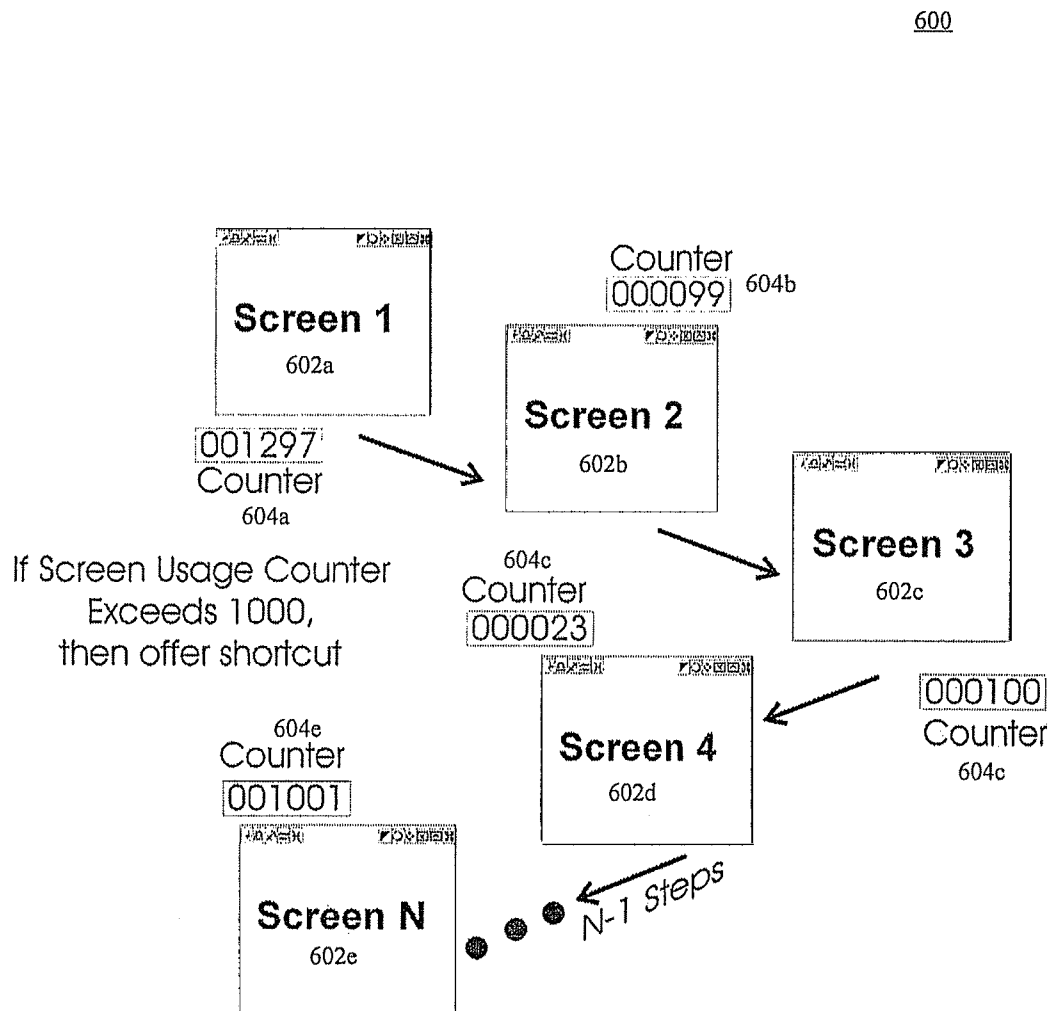 600
Screen 1
602a
001297
Counter
604a
Counter
000099
604b
Screen 2
602b
Screen 3
602c
000100
Counter
604c
If Screen Usage Counter
Exceeds 1000,
then offer shortcut
604c
Counter
000023
Screen 4
602d
N-1 Steps
604e
Counter
001001
Screen N
602e